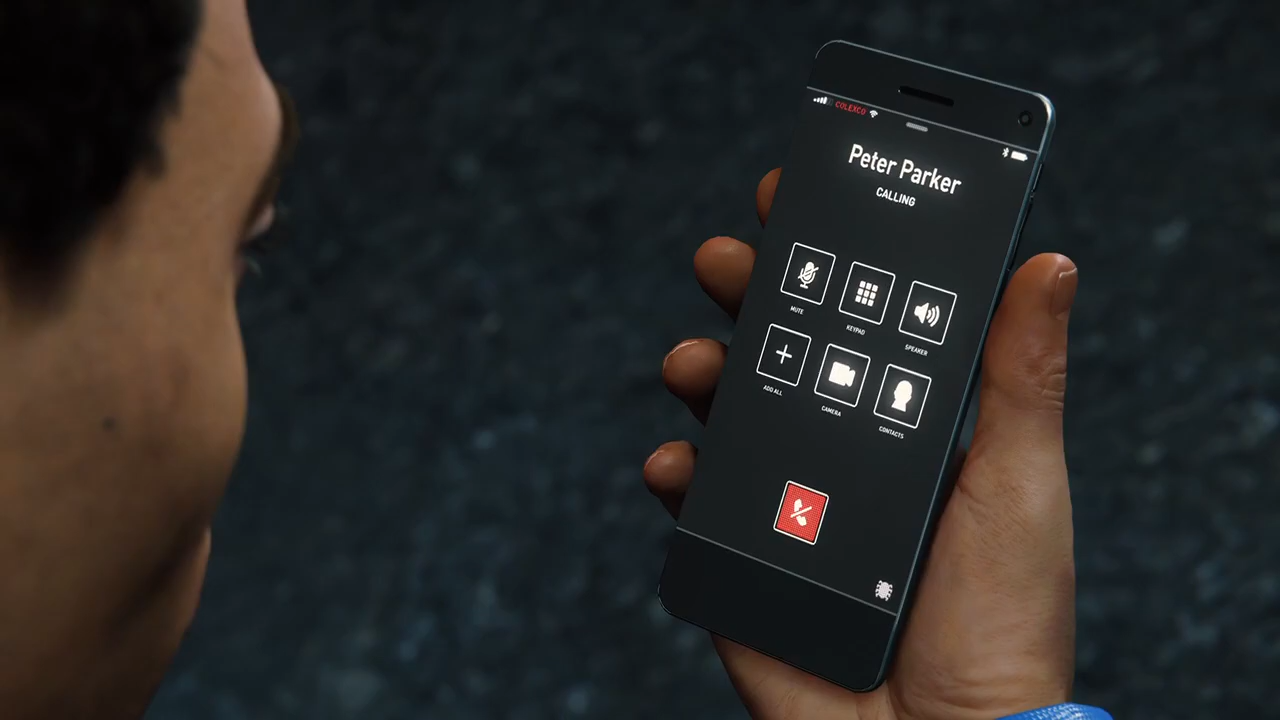 COLEXCO
Peter Parker
CALLING
MUTE
KEYPAD
SPEAKER
ADD ALL
CAMERA
CONTACTS